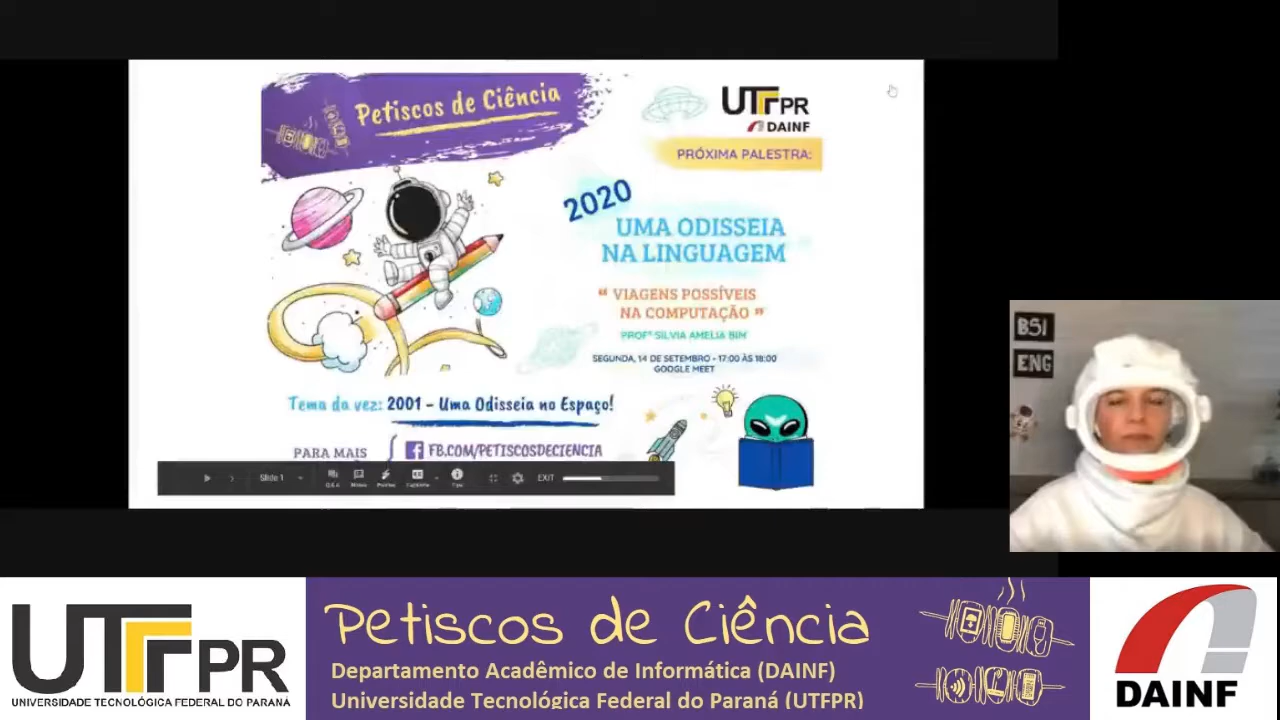 Petiscos de Ciência
UTFPR
DAINF
PRÓXIMA PALESTRA:
2020
UMA ODISSEIA
NA LINGUAGEM
“ VIAGENS POSSÍVEIS
NA COMPUTAÇÃO ”
PROFª SILVIA AMELIA BIM
SEGUNDA, 14 DE SETEMBRO - 17:00 ÀS 18:00
GOOGLE MEET
Tema da vez: 2001 - Uma Odisseia no Espaço!
PARA MAIS
FB.COM/PETISCOSDECIENCIA
Slide 1
EXIT
BSI
ENG
UTFPR
UNIVERSIDADE TECNOLÓGICA FEDERAL DO PARANÁ
Petiscos de Ciência
Departamento Acadêmico de Informática (DAINF)
Universidade Tecnológica Federal do Paraná (UTFPR)
DAINF